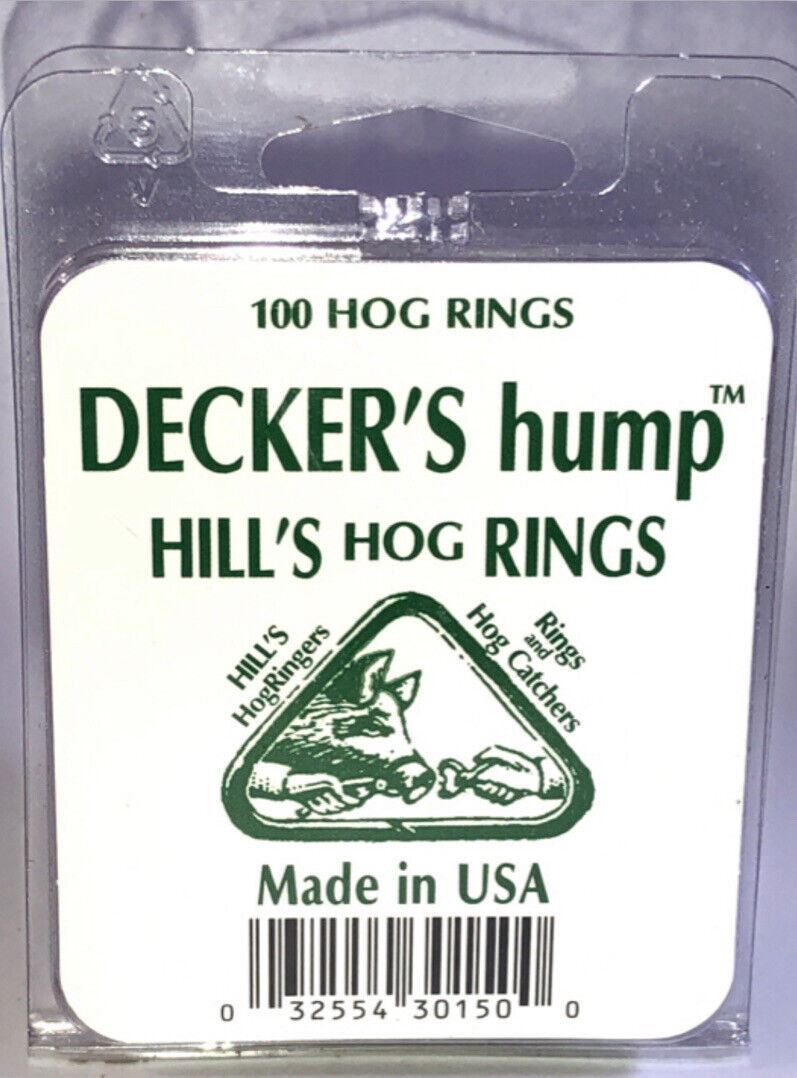 3
V
100 HOG RINGS
DECKER'S hump™
HILL'S HOG RINGS
HILL'S
HogRingers
Rings
and
Hog Catchers
Made in USA
0 32554 30150 0